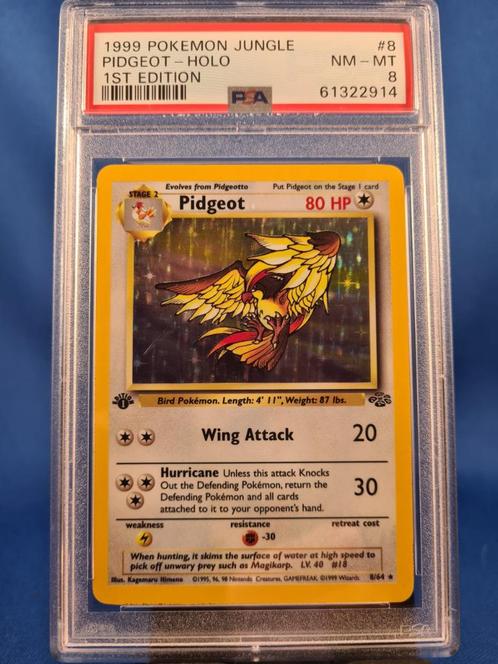 1999 POKEMON JUNGLE #8
PIDGEOT - HOLO NM - MT
1ST EDITION 8
PSA 61322914
STAGE 2 Evolves from Pidgeotto Put Pidgeot on the Stage 1 card
Pidgeot 80 HP
EDITION 1
Bird Pokémon. Length: 4' 11", Weight: 87 lbs.
Wing Attack 20
Hurricane Unless this attack Knocks
Out the Defending Pokémon, return the
Defending Pokémon and all cards
attached to it to your opponent's hand.
30
weakness resistance retreat cost
-30
When hunting, it skims the surface of water at high speed to
pick off unwary prey such as Magikarp. LV. 40 #18
Illus. Kagemaru Himeno ©1995, 96, 98 Nintendo, Creatures, GAMEFREAK. ©1999 Wizards. 8/64 ★
PSA